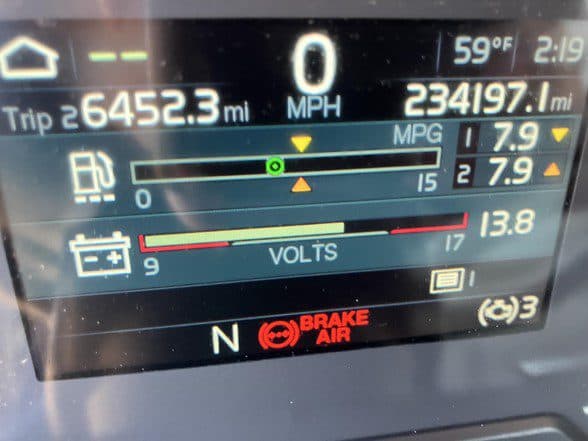 0 59°F 2:19
Trip 2 6452.3 mi MPH 234197.1 mi
MPG 1 7.9
0 15 2 7.9
9 VOLTS 17 13.8
1
N BRAKE AIR 3